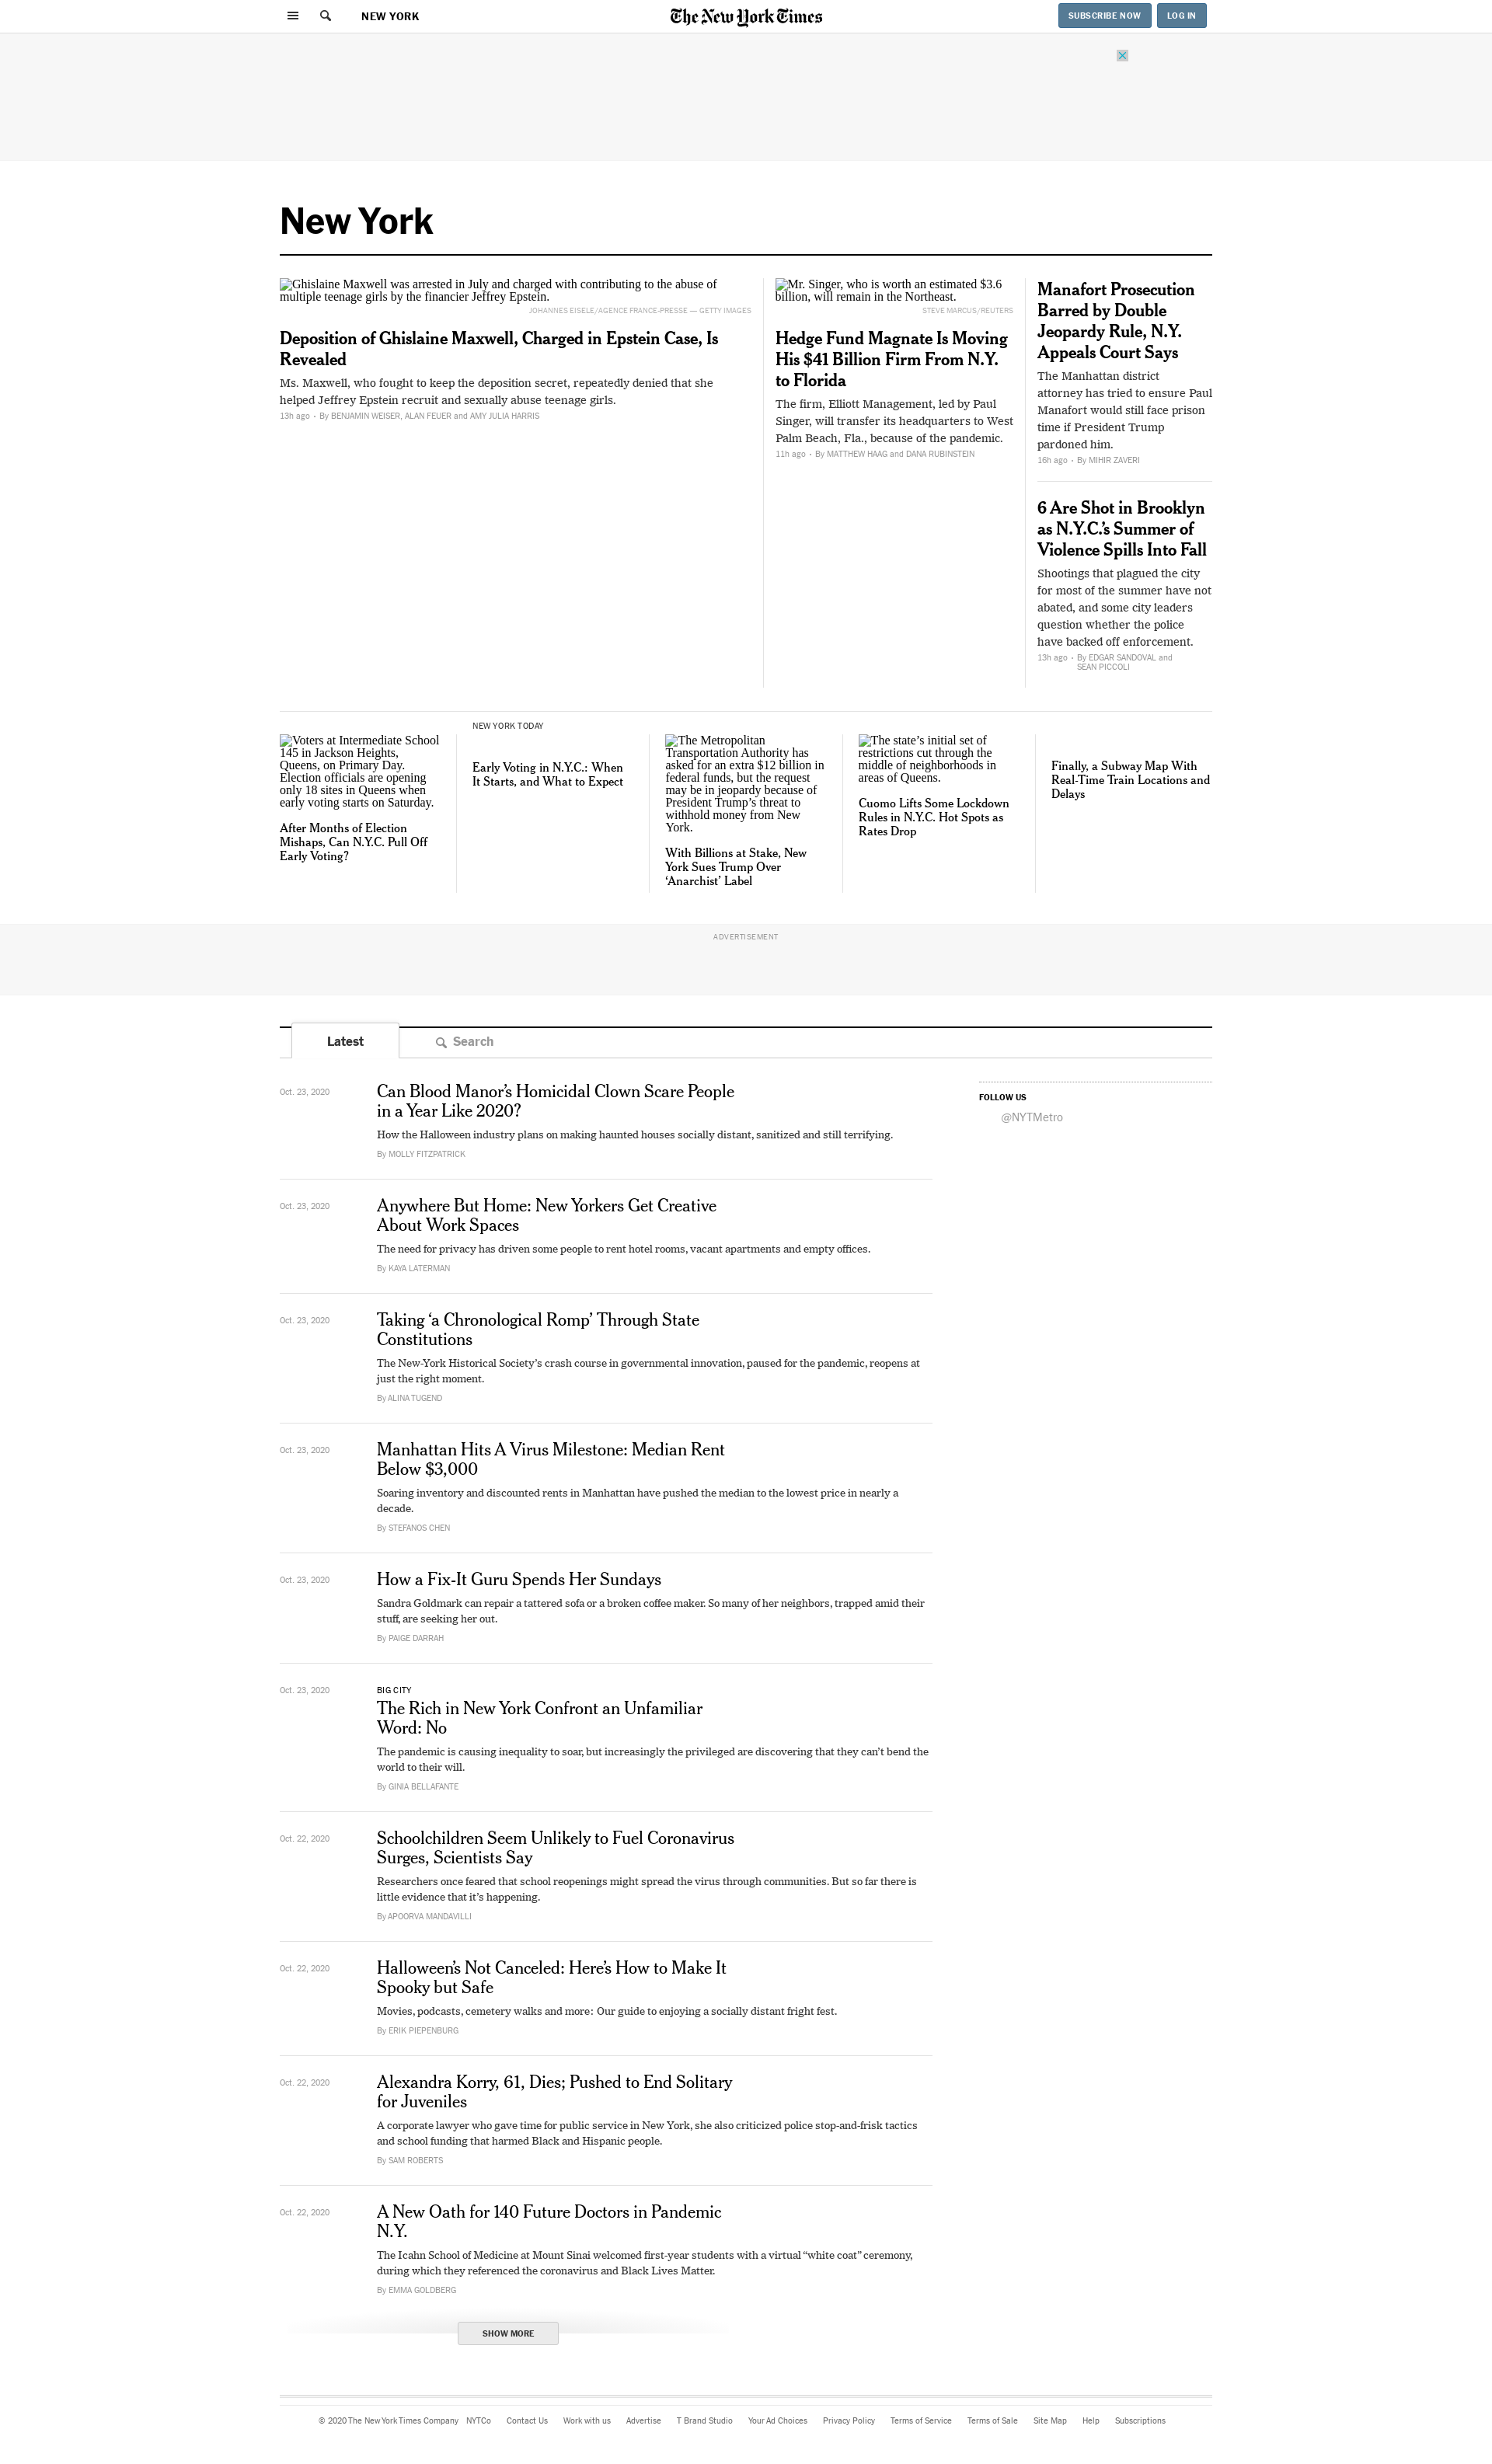 NEW YORK
The New York Times
SUBSCRIBE NOW
LOG IN
New York
Ghislaine Maxwell was arrested in July and charged with contributing to the abuse of
multiple teenage girls by the financier Jeffrey Epstein.
JOHANNES EISELE/AGENCE FRANCE-PRESSE — GETTY IMAGES
Deposition of Ghislaine Maxwell, Charged in Epstein Case, Is
Revealed
Ms. Maxwell, who fought to keep the deposition secret, repeatedly denied that she
helped Jeffrey Epstein recruit and sexually abuse teenage girls.
13h ago • By BENJAMIN WEISER, ALAN FEUER and AMY JULIA HARRIS
Mr. Singer, who is worth an estimated $3.6
billion, will remain in the Northeast.
STEVE MARCUS/REUTERS
Hedge Fund Magnate Is Moving
His $41 Billion Firm From N.Y.
to Florida
The firm, Elliott Management, led by Paul
Singer, will transfer its headquarters to West
Palm Beach, Fla., because of the pandemic.
11h ago • By MATTHEW HAAG and DANA RUBINSTEIN
Manafort Prosecution
Barred by Double
Jeopardy Rule, N.Y.
Appeals Court Says
The Manhattan district
attorney has tried to ensure Paul
Manafort would still face prison
time if President Trump
pardoned him.
16h ago • By MIHIR ZAVERI
6 Are Shot in Brooklyn
as N.Y.C.’s Summer of
Violence Spills Into Fall
Shootings that plagued the city
for most of the summer have not
abated, and some city leaders
question whether the police
have backed off enforcement.
13h ago • By EDGAR SANDOVAL and
SEAN PICCOLI
Voters at Intermediate School
145 in Jackson Heights,
Queens, on Primary Day.
Election officials are opening
only 18 sites in Queens when
early voting starts on Saturday.
After Months of Election
Mishaps, Can N.Y.C. Pull Off
Early Voting?
NEW YORK TODAY
Early Voting in N.Y.C.: When
It Starts, and What to Expect
The Metropolitan
Transportation Authority has
asked for an extra $12 billion in
federal funds, but the request
may be in jeopardy because of
President Trump’s threat to
withhold money from New
York.
With Billions at Stake, New
York Sues Trump Over
‘Anarchist’ Label
The state’s initial set of
restrictions cut through the
middle of neighborhoods in
areas of Queens.
Cuomo Lifts Some Lockdown
Rules in N.Y.C. Hot Spots as
Rates Drop
Finally, a Subway Map With
Real-Time Train Locations and
Delays
ADVERTISEMENT
Latest
Search
Oct. 23, 2020
Can Blood Manor’s Homicidal Clown Scare People
in a Year Like 2020?
How the Halloween industry plans on making haunted houses socially distant, sanitized and still terrifying.
By MOLLY FITZPATRICK
FOLLOW US
@NYTMetro
Oct. 23, 2020
Anywhere But Home: New Yorkers Get Creative
About Work Spaces
The need for privacy has driven some people to rent hotel rooms, vacant apartments and empty offices.
By KAYA LATERMAN
Oct. 23, 2020
Taking ‘a Chronological Romp’ Through State
Constitutions
The New-York Historical Society’s crash course in governmental innovation, paused for the pandemic, reopens at
just the right moment.
By ALINA TUGEND
Oct. 23, 2020
Manhattan Hits A Virus Milestone: Median Rent
Below $3,000
Soaring inventory and discounted rents in Manhattan have pushed the median to the lowest price in nearly a
decade.
By STEFANOS CHEN
Oct. 23, 2020
How a Fix-It Guru Spends Her Sundays
Sandra Goldmark can repair a tattered sofa or a broken coffee maker. So many of her neighbors, trapped amid their
stuff, are seeking her out.
By PAIGE DARRAH
Oct. 23, 2020
BIG CITY
The Rich in New York Confront an Unfamiliar
Word: No
The pandemic is causing inequality to soar, but increasingly the privileged are discovering that they can’t bend the
world to their will.
By GINIA BELLAFANTE
Oct. 22, 2020
Schoolchildren Seem Unlikely to Fuel Coronavirus
Surges, Scientists Say
Researchers once feared that school reopenings might spread the virus through communities. But so far there is
little evidence that it’s happening.
By APOORVA MANDAVILLI
Oct. 22, 2020
Halloween’s Not Canceled: Here’s How to Make It
Spooky but Safe
Movies, podcasts, cemetery walks and more: Our guide to enjoying a socially distant fright fest.
By ERIK PIEPENBURG
Oct. 22, 2020
Alexandra Korry, 61, Dies; Pushed to End Solitary
for Juveniles
A corporate lawyer who gave time for public service in New York, she also criticized police stop-and-frisk tactics
and school funding that harmed Black and Hispanic people.
By SAM ROBERTS
Oct. 22, 2020
A New Oath for 140 Future Doctors in Pandemic
N.Y.
The Icahn School of Medicine at Mount Sinai welcomed first-year students with a virtual “white coat” ceremony,
during which they referenced the coronavirus and Black Lives Matter.
By EMMA GOLDBERG
SHOW MORE
© 2020 The New York Times Company NYTCo Contact Us Work with us Advertise T Brand Studio Your Ad Choices Privacy Policy Terms of Service Terms of Sale Site Map Help Subscriptions